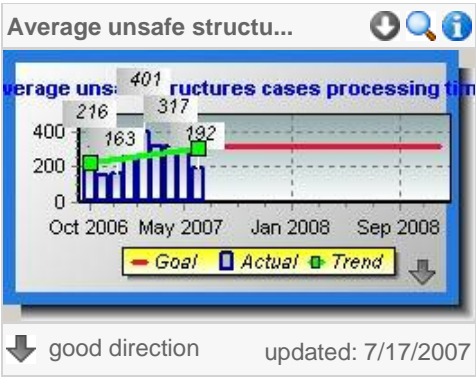 Average unsafe structu...
verage uns ructures cases processing tim
401
216
317
163
192
400
200
0
Oct 2006 May 2007 Jan 2008 Sep 2008
Goal Actual Trend
good direction updated: 7/17/2007